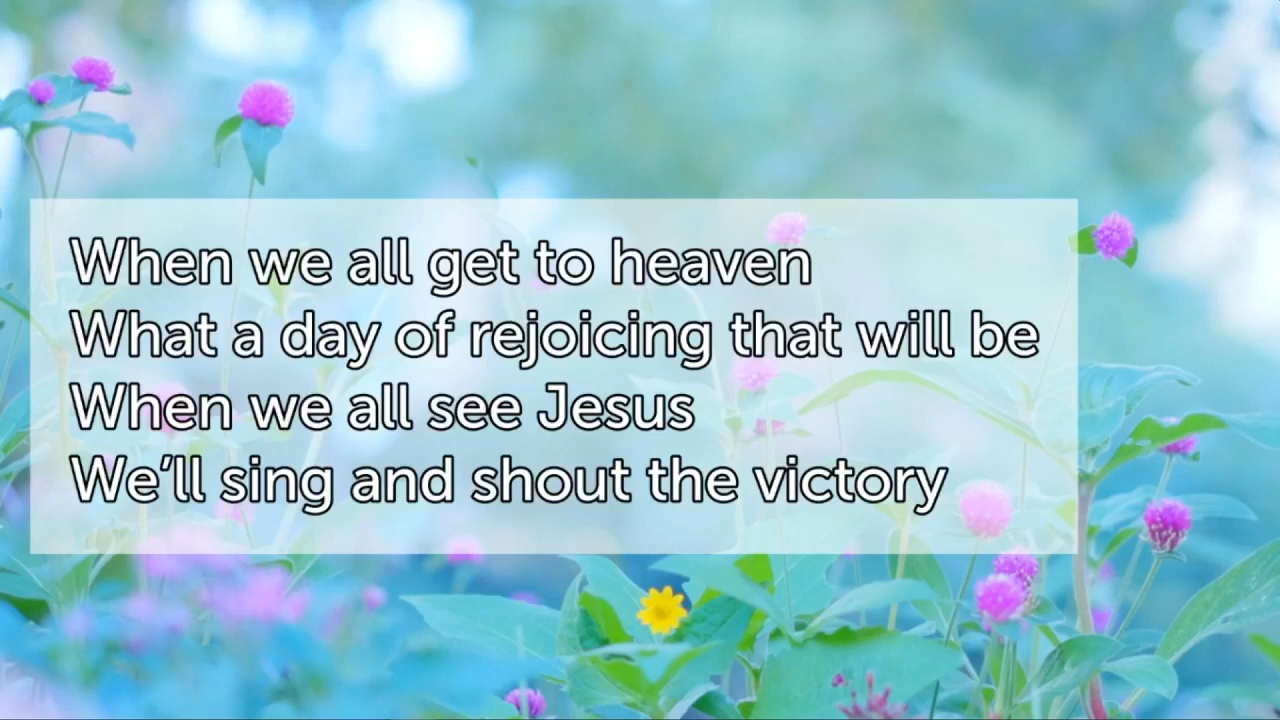 When we all get to heaven
What a day of rejoicing that will be
When we all see Jesus
We’ll sing and shout the victory